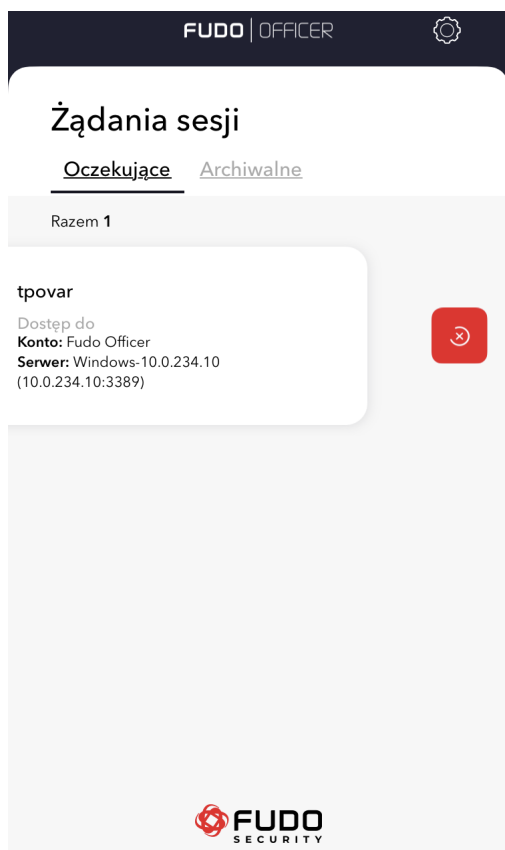 FUDO | OFFICER
Żądania sesji
Oczekujące Archiwalne
Razem 1
tpovar
Dostęp do
Konto: Fudo Officer
Serwer: Windows-10.0.234.10
(10.0.234.10:3389)
FUDO
SECURITY